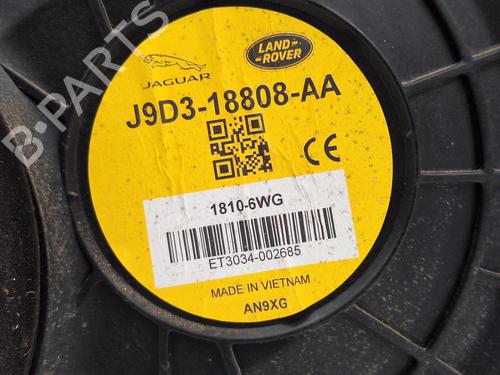 B-PARTS
JAGUAR
LAND-
ROVER
J9D3-18808-AA
CE
1810-6WG
ET3034-002685
MADE IN VIETNAM
AN9XG